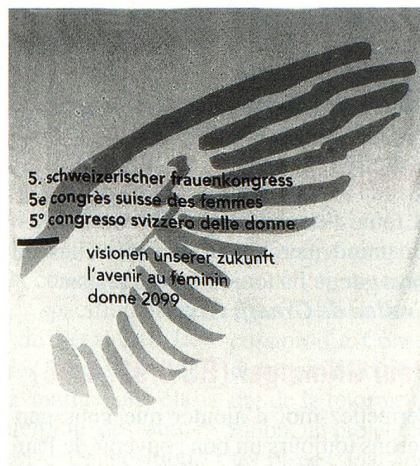 5. schweizerischer frauenkongress
5e congrès suisse des femmes
5° congresso svizzero delle donne
visionen unserer zukunft
l'avenir au féminin
donne 2099